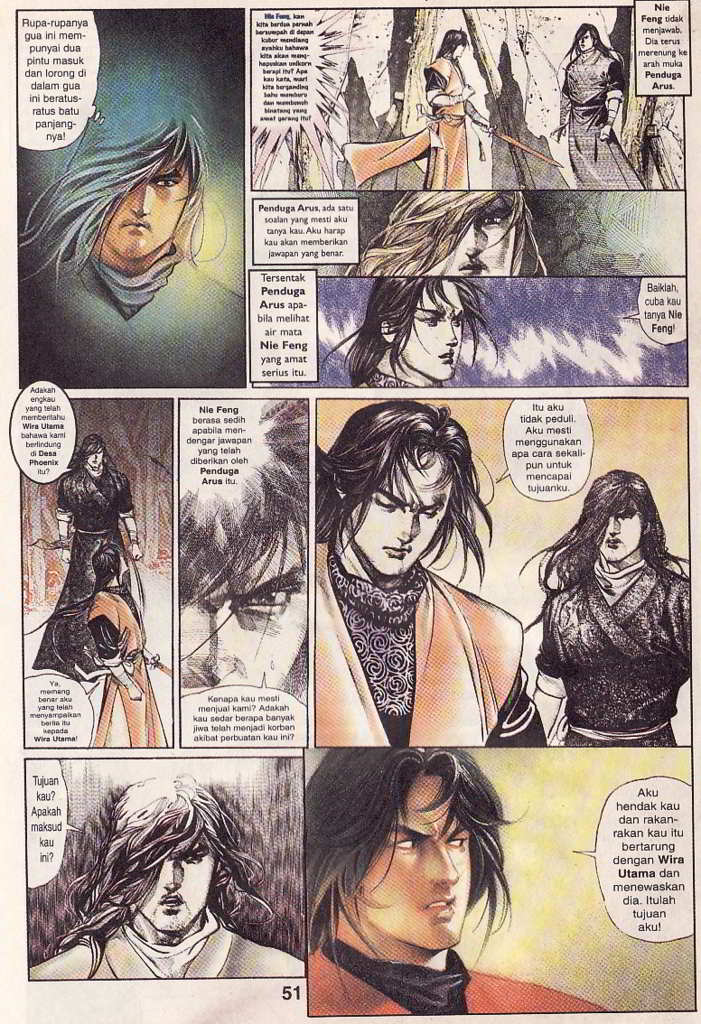 Rupa-rupanya
gua ini mem-
punyai dua
pintu masuk
dan lorong di
dalam gua
ini beratus-
ratus batu
panjang-
nya!
Nie Feng, kan
kita berdua pernah
bersumpah di depan
kubur mendiang
ayahku bahawa
kita akan meng-
hapuskan unikorn
berapi itu? Apa
kau kata, mari
kita berganding
bahu memburu
dan membunuh
binatang yang
amat garang itu?
Nie
Feng tidak
menjawab.
Dia terus
merenung ke
arah muka
Penduga
Arus.
Penduga Arus, ada satu
soalan yang mesti aku
tanya kau. Aku harap
kau akan memberikan
jawapan yang benar.
Tersentak
Penduga
Arus apa-
bila melihat
air mata
Nie Feng
yang amat
serius itu.
Baiklah,
cuba kau
tanya Nie
Feng!
Adakah
engkau
yang telah
memberitahu
Wira Utama
bahawa kami
berlindung
di Desa
Phoenix
itu?
Ya,
memang
benar aku
yang telah
menyampaikan
berita itu
kepada
Wira Utama!
Nie Feng
berasa sedih
apabila men-
dengar jawapan
yang telah
diberikan oleh
Penduga
Arus itu.
Kenapa kau mesti
menjual kami? Adakah
kau sedar berapa banyak
jiwa telah menjadi korban
akibat perbuatan kau ini?
Itu aku
tidak peduli.
Aku mesti
menggunakan
apa cara sekali-
pun untuk
mencapai
tujuanku.
Tujuan
kau?
Apakah
maksud
kau
ini?
Aku
hendak kau
dan rakan-
rakan kau itu
bertarung
dengan Wira
Utama dan
menewaskan
dia. Itulah
tujuan
aku!
51